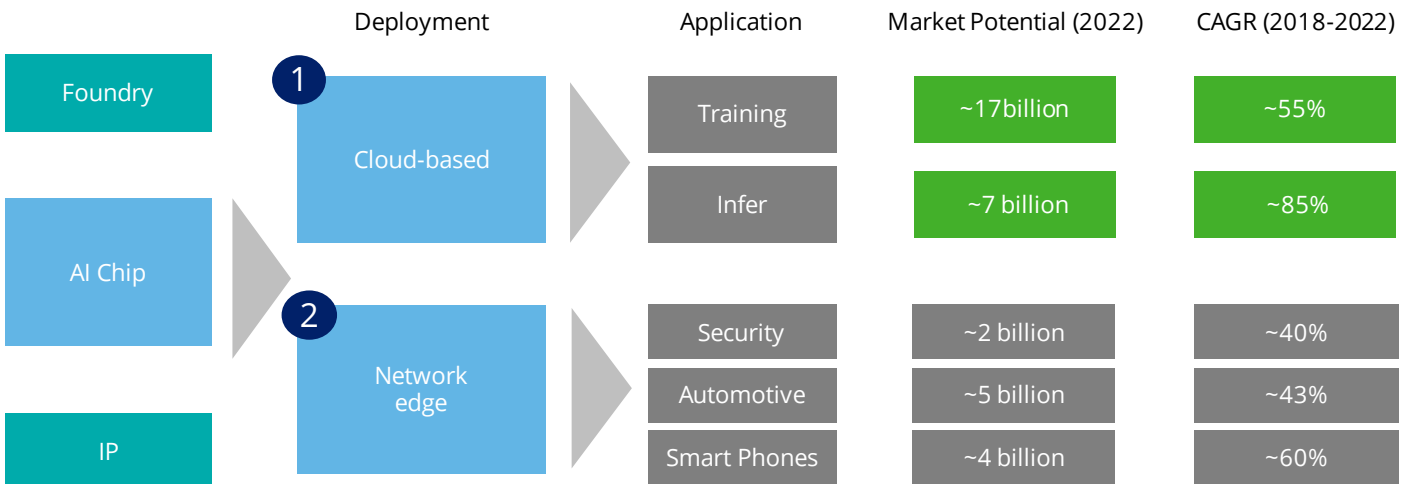 Deployment
Application
Market Potential (2022)
CAGR (2018-2022)
Foundry
AI Chip
IP
1
Cloud-based
Training
~17billion
~55%
Infer
~7 billion
~85%
2
Network
edge
Security
~2 billion
~40%
Automotive
~5 billion
~43%
Smart Phones
~4 billion
~60%